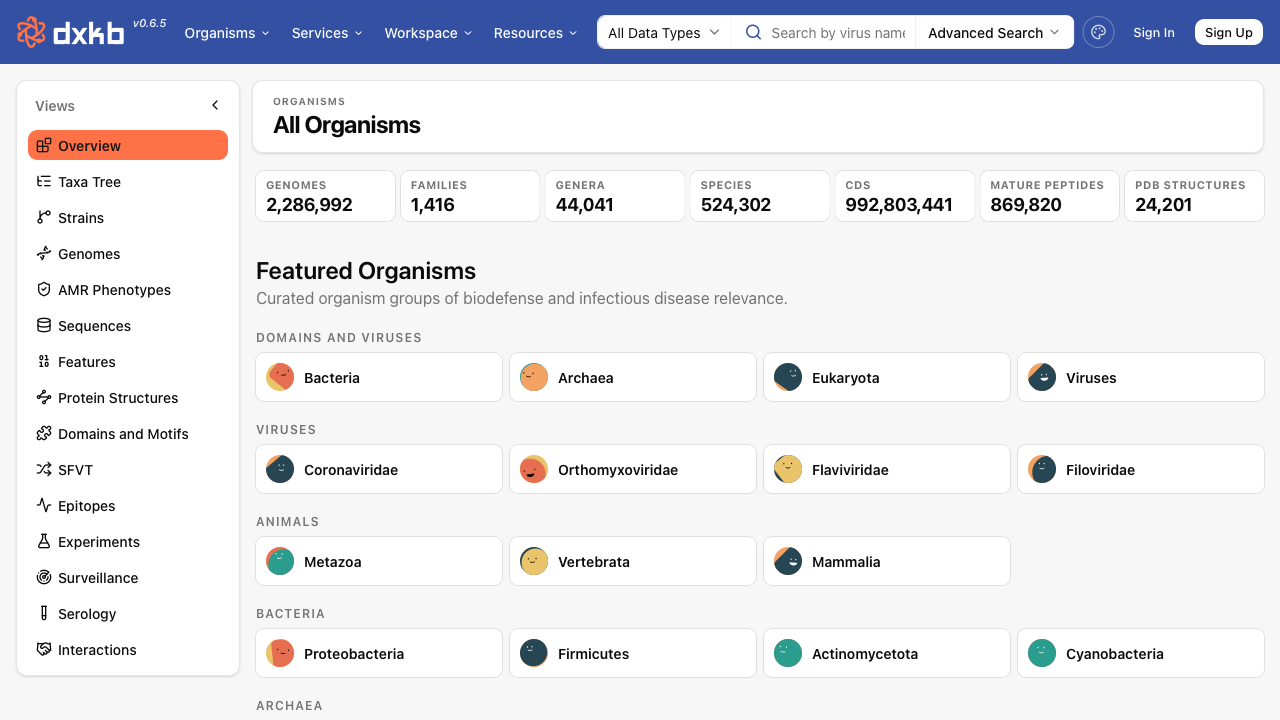 dxkb v0.6.5 Organisms Services Workspace Resources All Data Types Search by virus name Advanced Search Sign In Sign Up
Views
Overview
Taxa Tree
Strains
Genomes
AMR Phenotypes
Sequences
Features
Protein Structures
Domains and Motifs
SFVT
Epitopes
Experiments
Surveillance
Serology
Interactions
ORGANISMS
All Organisms
GENOMES FAMILIES GENERA SPECIES CDS MATURE PEPTIDES PDB STRUCTURES
2,286,992 1,416 44,041 524,302 992,803,441 869,820 24,201
Featured Organisms
Curated organism groups of biodefense and infectious disease relevance.
DOMAINS AND VIRUSES
Bacteria Archaea Eukaryota Viruses
VIRUSES
Coronaviridae Orthomyxoviridae Flaviviridae Filoviridae
ANIMALS
Metazoa Vertebrata Mammalia
BACTERIA
Proteobacteria Firmicutes Actinomycetota Cyanobacteria
ARCHAEA